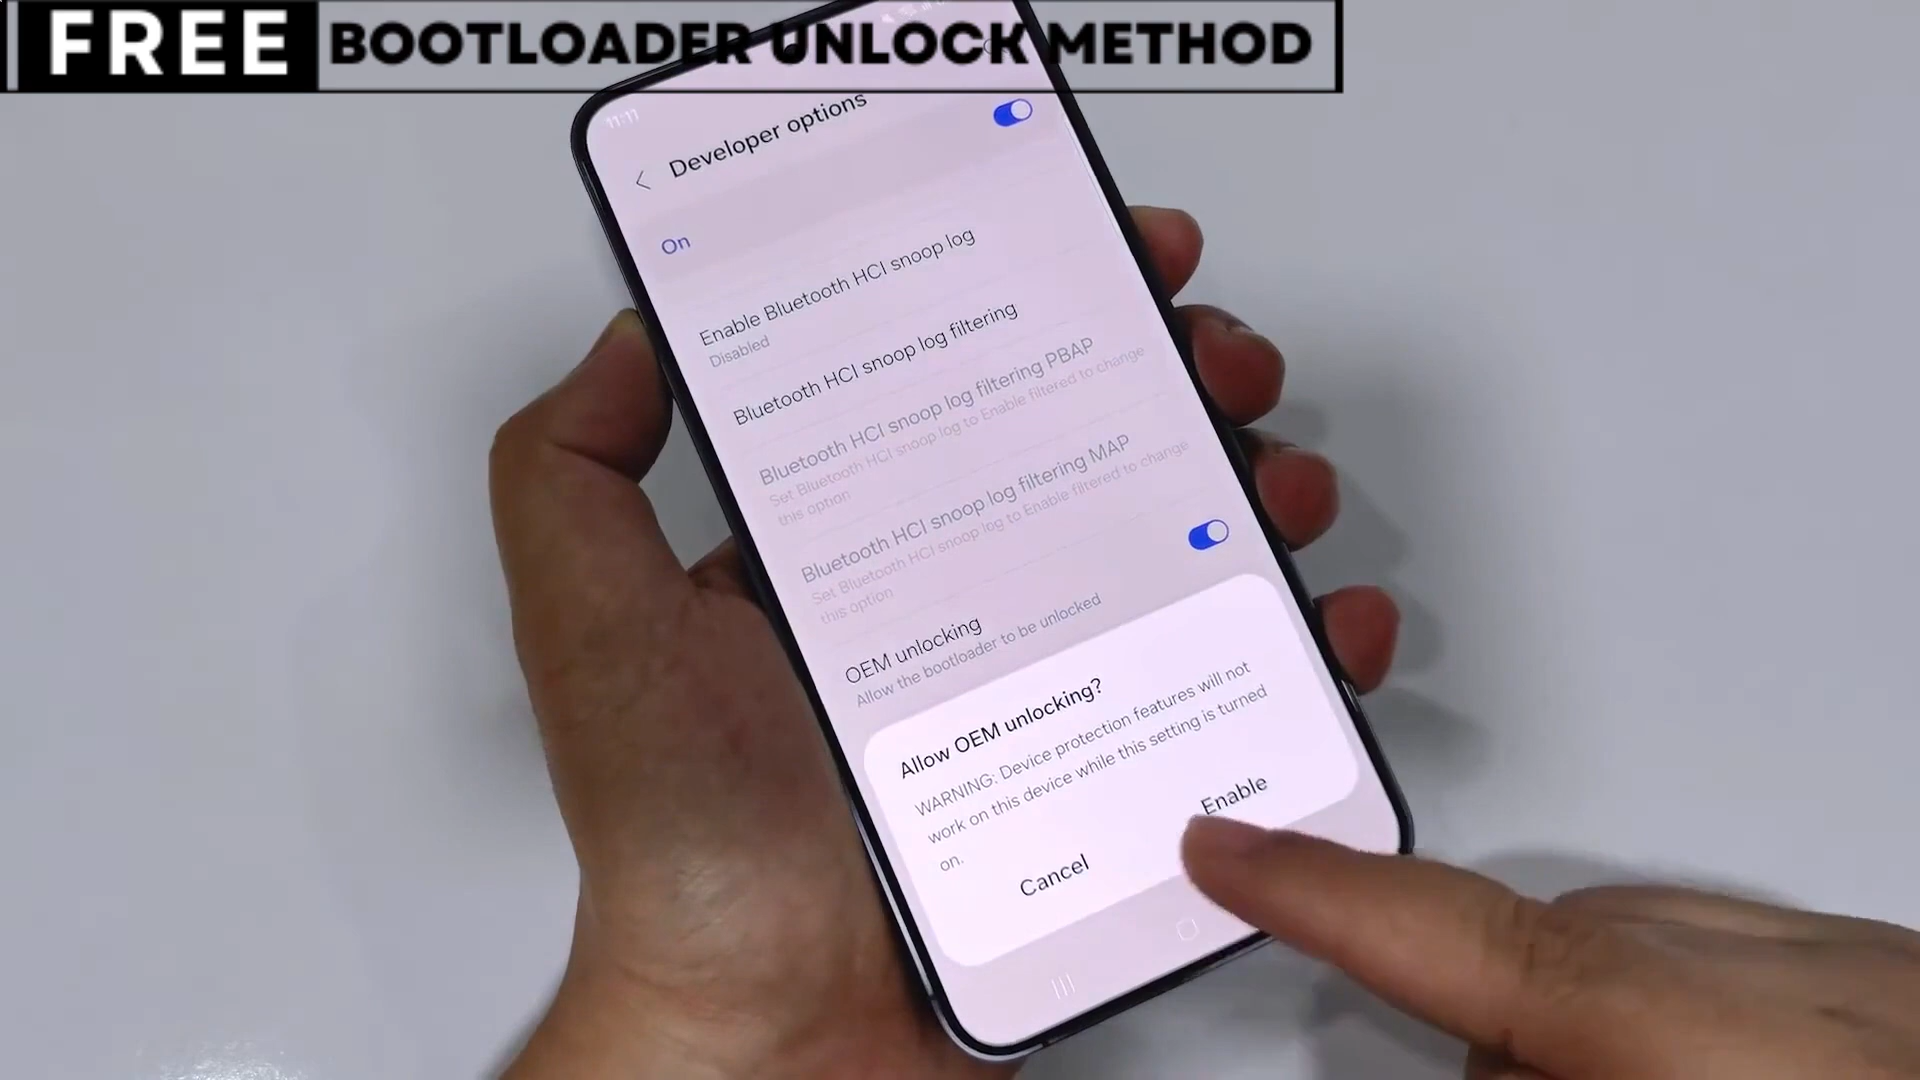 FREE BOOTLOADER UNLOCK METHOD
11:11
Developer options
On
Enable Bluetooth HCI snoop log
Disabled
Bluetooth HCI snoop log filtering
Bluetooth HCI snoop log filtering PBAP
Set Bluetooth HCI snoop log to Enable filtered to change
this option
Bluetooth HCI snoop log filtering MAP
Set Bluetooth HCI snoop log to Enable filtered to change
this option
OEM unlocking
Allow the bootloader to be unlocked
Allow OEM unlocking?
WARNING: Device protection features will not
work on this device while this setting is turned
on.
Cancel
Enable